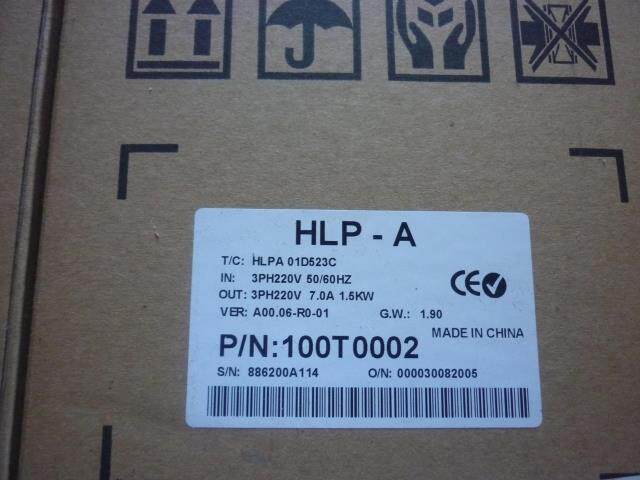 HLP - A
T/C: HLPA 01D523C
IN: 3PH220V 50/60HZ
OUT: 3PH220V 7.0A 1.5KW
VER: A00.06-R0-01 G.W.: 1.90
CE
MADE IN CHINA
P/N:100T0002
S/N: 886200A114 O/N: 000030082005